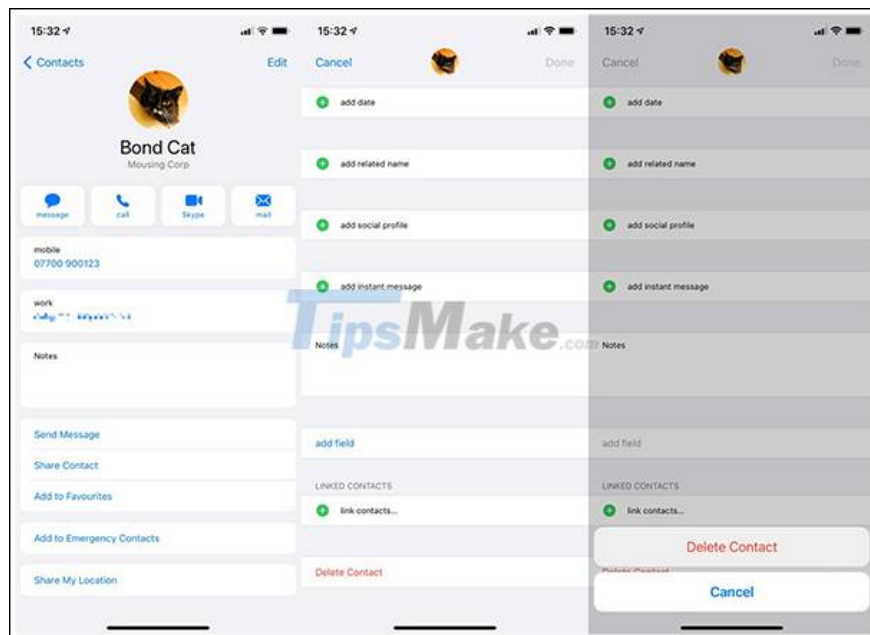 15:32
Contacts
Edit
Bond Cat
Mousing Corp
message
call
Skype
mail
mobile
07700 900123
work
Notes
Send Message
Share Contact
Add to Favourites
Add to Emergency Contacts
Share My Location
15:32
Cancel
Done
add date
add related name
add social profile
add instant message
Notes
add field
LINKED CONTACTS
link contacts...
Delete Contact
15:32
Cancel
Done
add date
add related name
add social profile
add instant message
Notes
add field
LINKED CONTACTS
link contacts...
Delete Contact
Delete Contact
Cancel
TipsMake.com